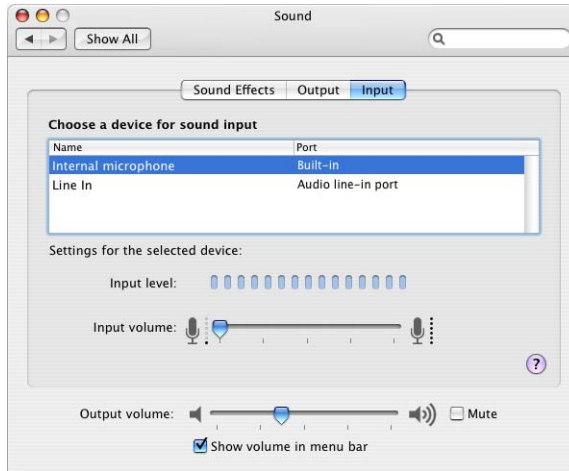 Sound
Show All
Sound Effects Output Input
Choose a device for sound input
Name Port
Internal microphone Built-in
Line In Audio line-in port
Settings for the selected device:
Input level:
Input volume:
?
Output volume: Mute
Show volume in menu bar